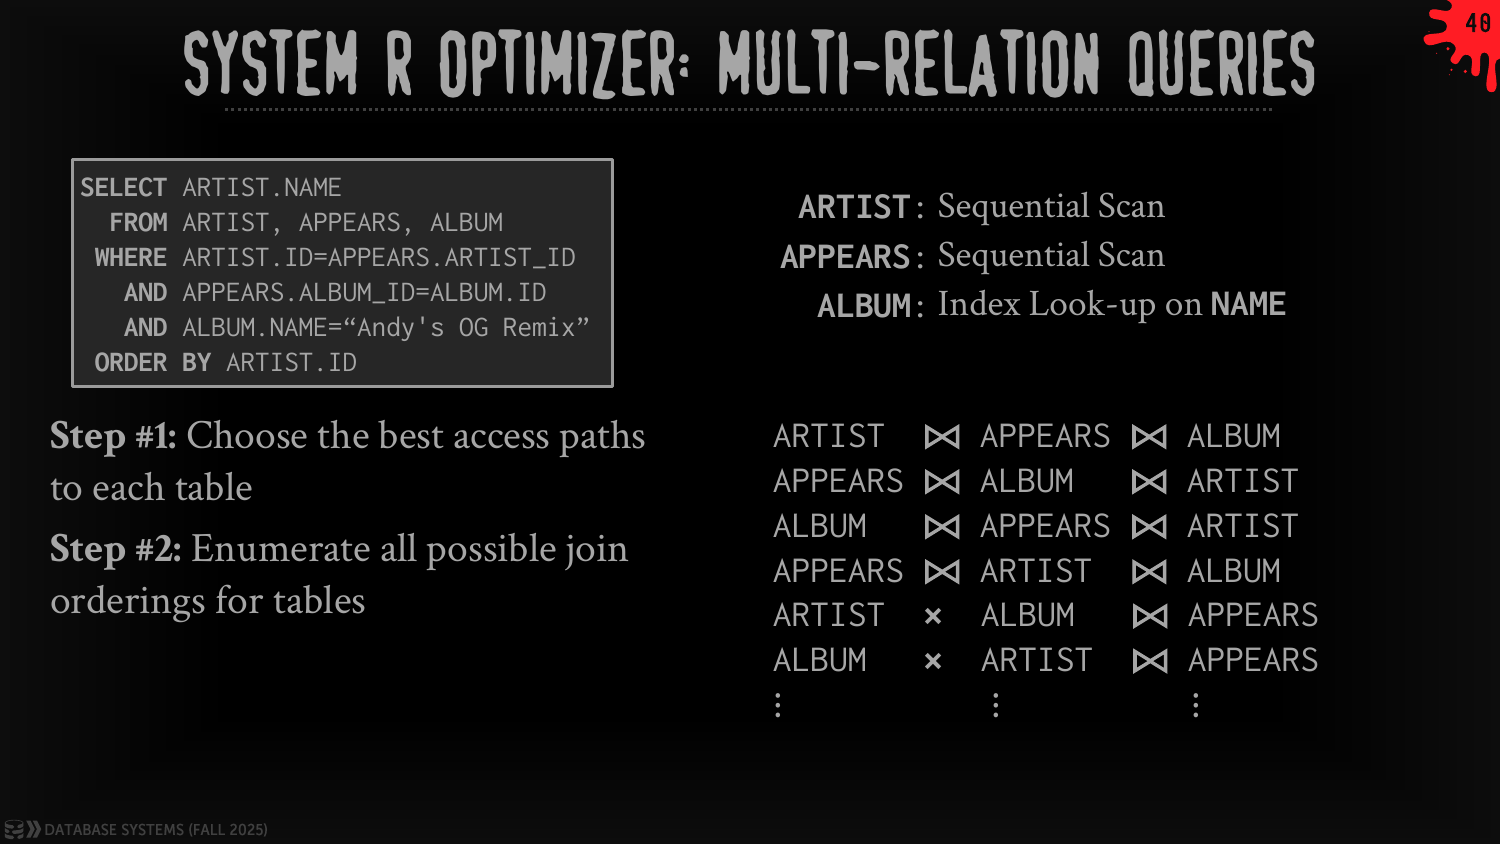 40
SYSTEM R OPTIMIZER: MULTI-RELATION QUERIES
SELECT ARTIST.NAME
FROM ARTIST, APPEARS, ALBUM
WHERE ARTIST.ID=APPEARS.ARTIST_ID
AND APPEARS.ALBUM_ID=ALBUM.ID
AND ALBUM.NAME=“Andy's OG Remix”
ORDER BY ARTIST.ID
Step #1: Choose the best access paths
to each table
Step #2: Enumerate all possible join
orderings for tables
ARTIST: Sequential Scan
APPEARS: Sequential Scan
ALBUM: Index Look-up on NAME
ARTIST ⋈ APPEARS ⋈ ALBUM
APPEARS ⋈ ALBUM ⋈ ARTIST
ALBUM ⋈ APPEARS ⋈ ARTIST
APPEARS ⋈ ARTIST ⋈ ALBUM
ARTIST × ALBUM ⋈ APPEARS
ALBUM × ARTIST ⋈ APPEARS
⋮ ⋮ ⋮
DATABASE SYSTEMS (FALL 2025)